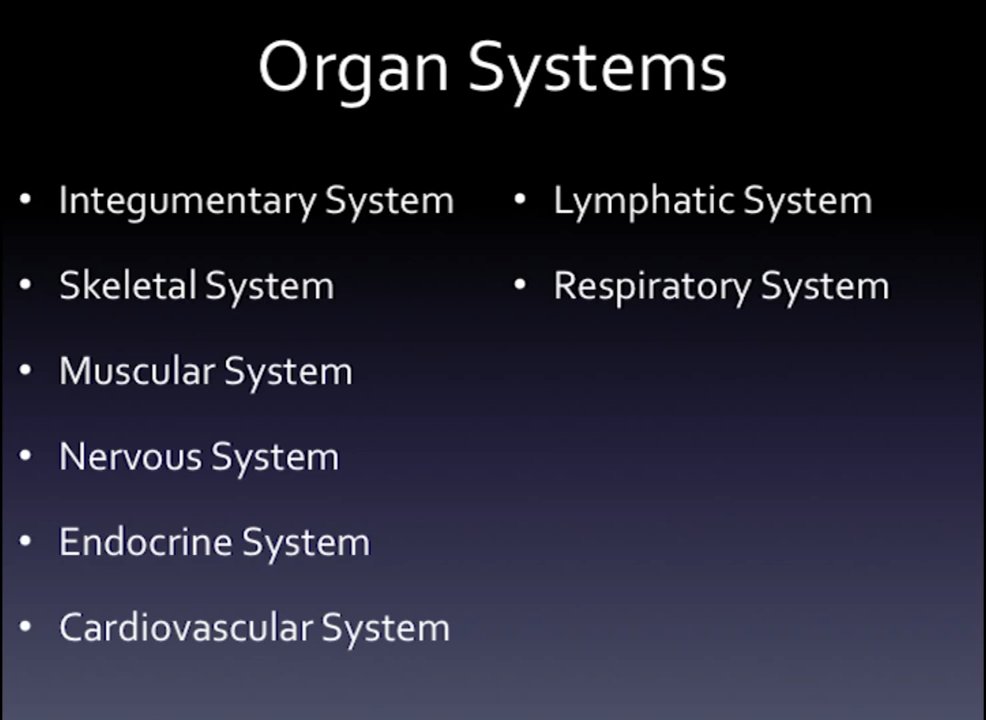 Organ Systems
• Integumentary System
• Skeletal System
• Muscular System
• Nervous System
• Endocrine System
• Cardiovascular System
• Lymphatic System
• Respiratory System